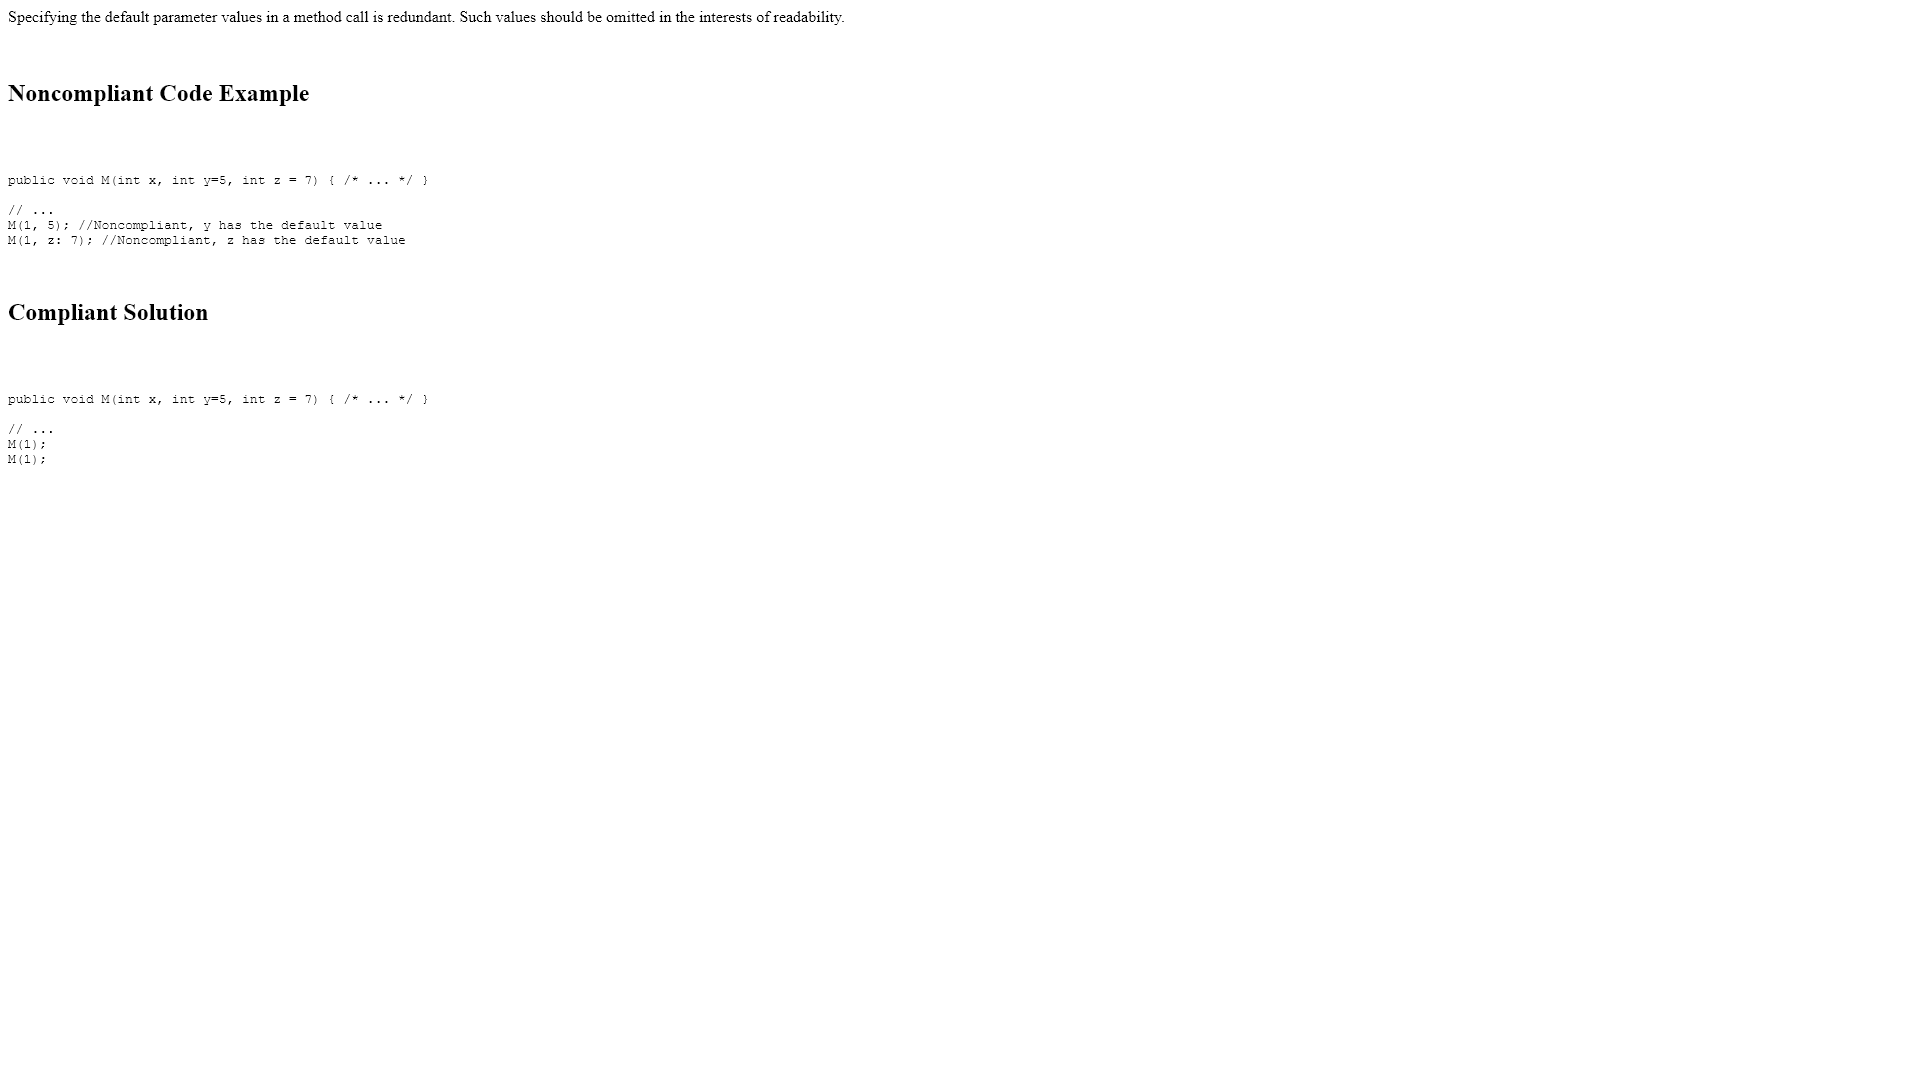 Specifying the default parameter values in a method call is redundant. Such values should be omitted in the interests of readability.
Noncompliant Code Example
public void M(int x, int y=5, int z = 7) { /* ... */ }
// ...
M(1, 5); //Noncompliant, y has the default value
M(1, z: 7); //Noncompliant, z has the default value
Compliant Solution
public void M(int x, int y=5, int z = 7) { /* ... */ }
// ...
M(1);
M(1);